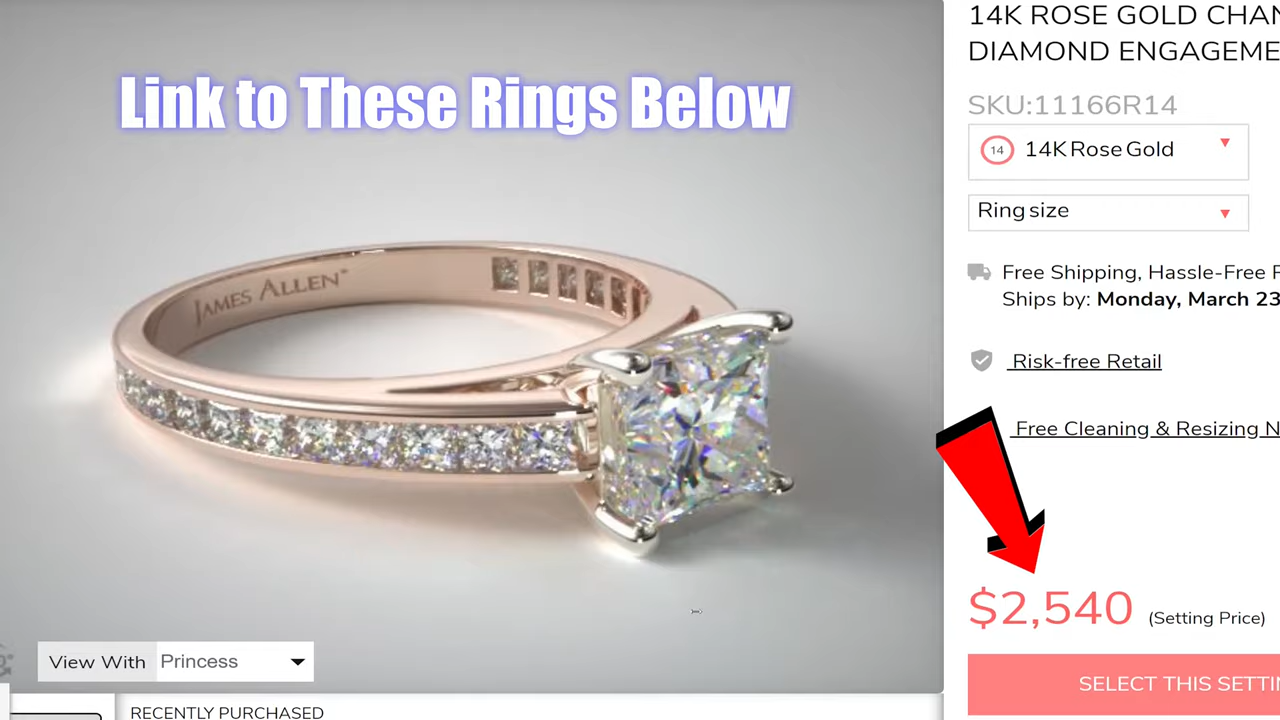 Link to These Rings Below
JAMES ALLEN
View With Princess
RECENTLY PURCHASED
14K ROSE GOLD CHAN
DIAMOND ENGAGEME
SKU:11166R14
14 14K Rose Gold
Ring size
Free Shipping, Hassle-Free
Ships by: Monday, March 23
Risk-free Retail
Free Cleaning & Resizing N
$2,540 (Setting Price)
SELECT THIS SETTIN